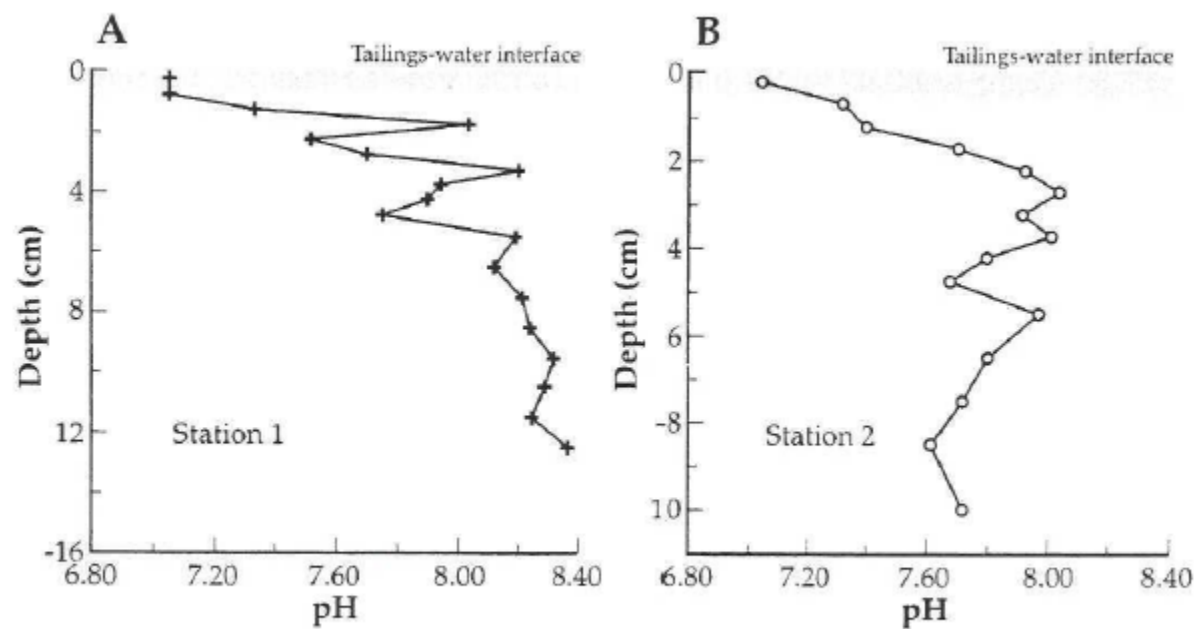 A
Tailings-water interface
0
4
8
12
-16
Depth (cm)
Station 1
6.80
7.20
7.60
8.00
8.40
pH
B
Tailings-water interface
0
2
4
6
-8
10
Depth (cm)
Station 2
6.80
7.20
7.60
8.00
8.40
pH